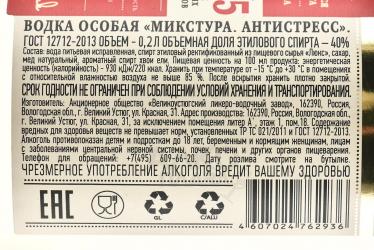 5
ВОДКА ОСОБАЯ «МИКСТУРА. АНТИСТРЕСС».
ГОСТ 12712-2013 ОБЪЕМ - 0,2 Л ОБЪЕМНАЯ ДОЛЯ ЭТИЛОВОГО СПИРТА – 40%
Состав: вода питьевая исправленная, спирт этиловый ректификованный из пищевого сырья «Люкс», сахар,
мед натуральный, ароматный спирт хвои ели. Пищевая ценность на 100 мл продукта: энергетическая
ценность (калорийность) – 930 кДж/220 ккал. Хранить при температуре от - 15 °С до +30 °С в помещениях
с относительной влажностью воздуха не выше 85 %. После вскрытия хранить плотно закрытой.
СРОК ГОДНОСТИ НЕ ОГРАНИЧЕН ПРИ СОБЛЮДЕНИИ УСЛОВИЙ ХРАНЕНИЯ И ТРАНСПОРТИРОВАНИЯ.
Изготовитель: Акционерное общество «Великоустюгский ликеро-водочный завод», 162390, Россия,
Вологодская обл., г. Великий Устюг, ул. Красная, 31. Адрес производства: 162390, Россия, Вологодская обл.,
г. Великий Устюг, ул. Красная, 31, за исключением помещения литер А , этаж 1, пом.18. Содержание
вредных для здоровья веществ не превышает норм, установленных ТР ТС 021/2011 и ГОСТ 12712-2013.
Алкоголь противопоказан детям и подросткам до 18 лет, беременным и кормящим женщинам, лицам
с заболеваниями центральной нервной системы, почек, печени и других органов пищеварения.
Телефон для обращений: +7(495) 609-66-20. Дату розлива смотрите на бутылке.
ЧРЕЗМЕРНОЕ УПОТРЕБЛЕНИЕ АЛКОГОЛЯ ВРЕДИТ ВАШЕМУ ЗДОРОВЬЮ
EAC
GL
C/ALU
4607024762936